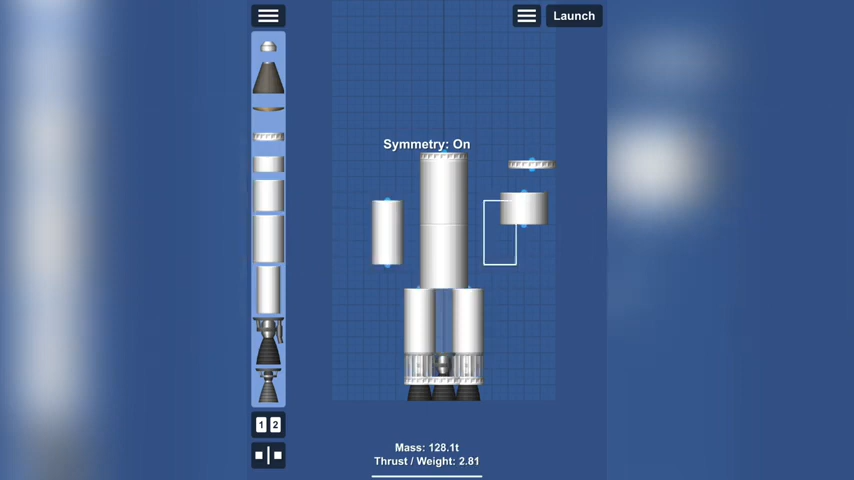 Launch
Symmetry: On
1 2
Mass: 128.1t
Thrust / Weight: 2.81